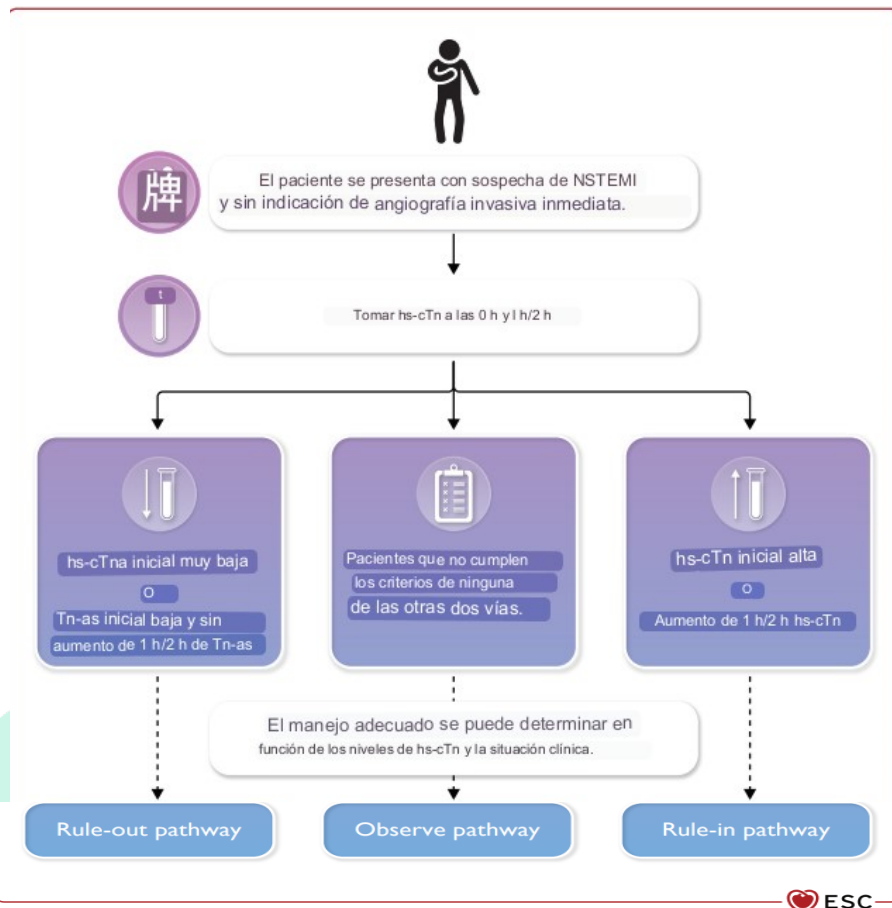 牌
El paciente se presenta con sospecha de NSTEMI
y sin indicación de angiografía invasiva inmediata.
t
Tomar hs-cTn a las 0 h y l h/2 h
hs-cTna inicial muy baja
O
Tn-as inicial baja y sin
aumento de 1 h/2 h de Tn-as
Pacientes que no cumplen
los criterios de ninguna
de las otras dos vías.
hs-cTn inicial alta
O
Aumento de 1 h/2 h hs-cTn
El manejo adecuado se puede determinar en
función de los niveles de hs-cTn y la situación clínica.
Rule-out pathway
Observe pathway
Rule-in pathway
ESC